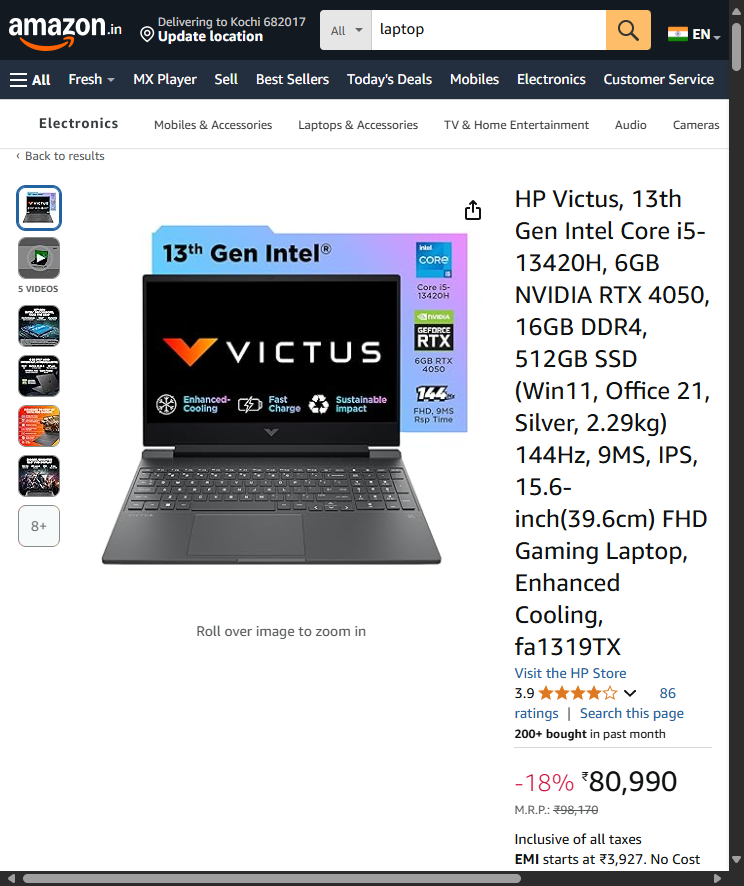 amazon.in
Delivering to Kochi 682017
Update location
All
laptop
EN
All
Fresh
MX Player
Sell
Best Sellers
Today's Deals
Mobiles
Electronics
Customer Service
Electronics
Mobiles & Accessories
Laptops & Accessories
TV & Home Entertainment
Audio
Cameras
‹ Back to results
5 VIDEOS
8+
13th Gen Intel®
intel
CORE
i5
Core i5-
13420H
NVIDIA
GEFORCE
RTX
6GB RTX
4050
144Hz
FHD, 9MS
Rsp Time
VICTUS
Enhanced-
Cooling
Fast
Charge
Sustainable
impact
Roll over image to zoom in
HP Victus, 13th
Gen Intel Core i5-
13420H, 6GB
NVIDIA RTX 4050,
16GB DDR4,
512GB SSD
(Win11, Office 21,
Silver, 2.29kg)
144Hz, 9MS, IPS,
15.6-
inch(39.6cm) FHD
Gaming Laptop,
Enhanced
Cooling,
fa1319TX
Visit the HP Store
3.9 86
ratings | Search this page
200+ bought in past month
-18% ₹80,990
M.R.P.: ₹98,170
Inclusive of all taxes
EMI starts at ₹3,927. No Cost